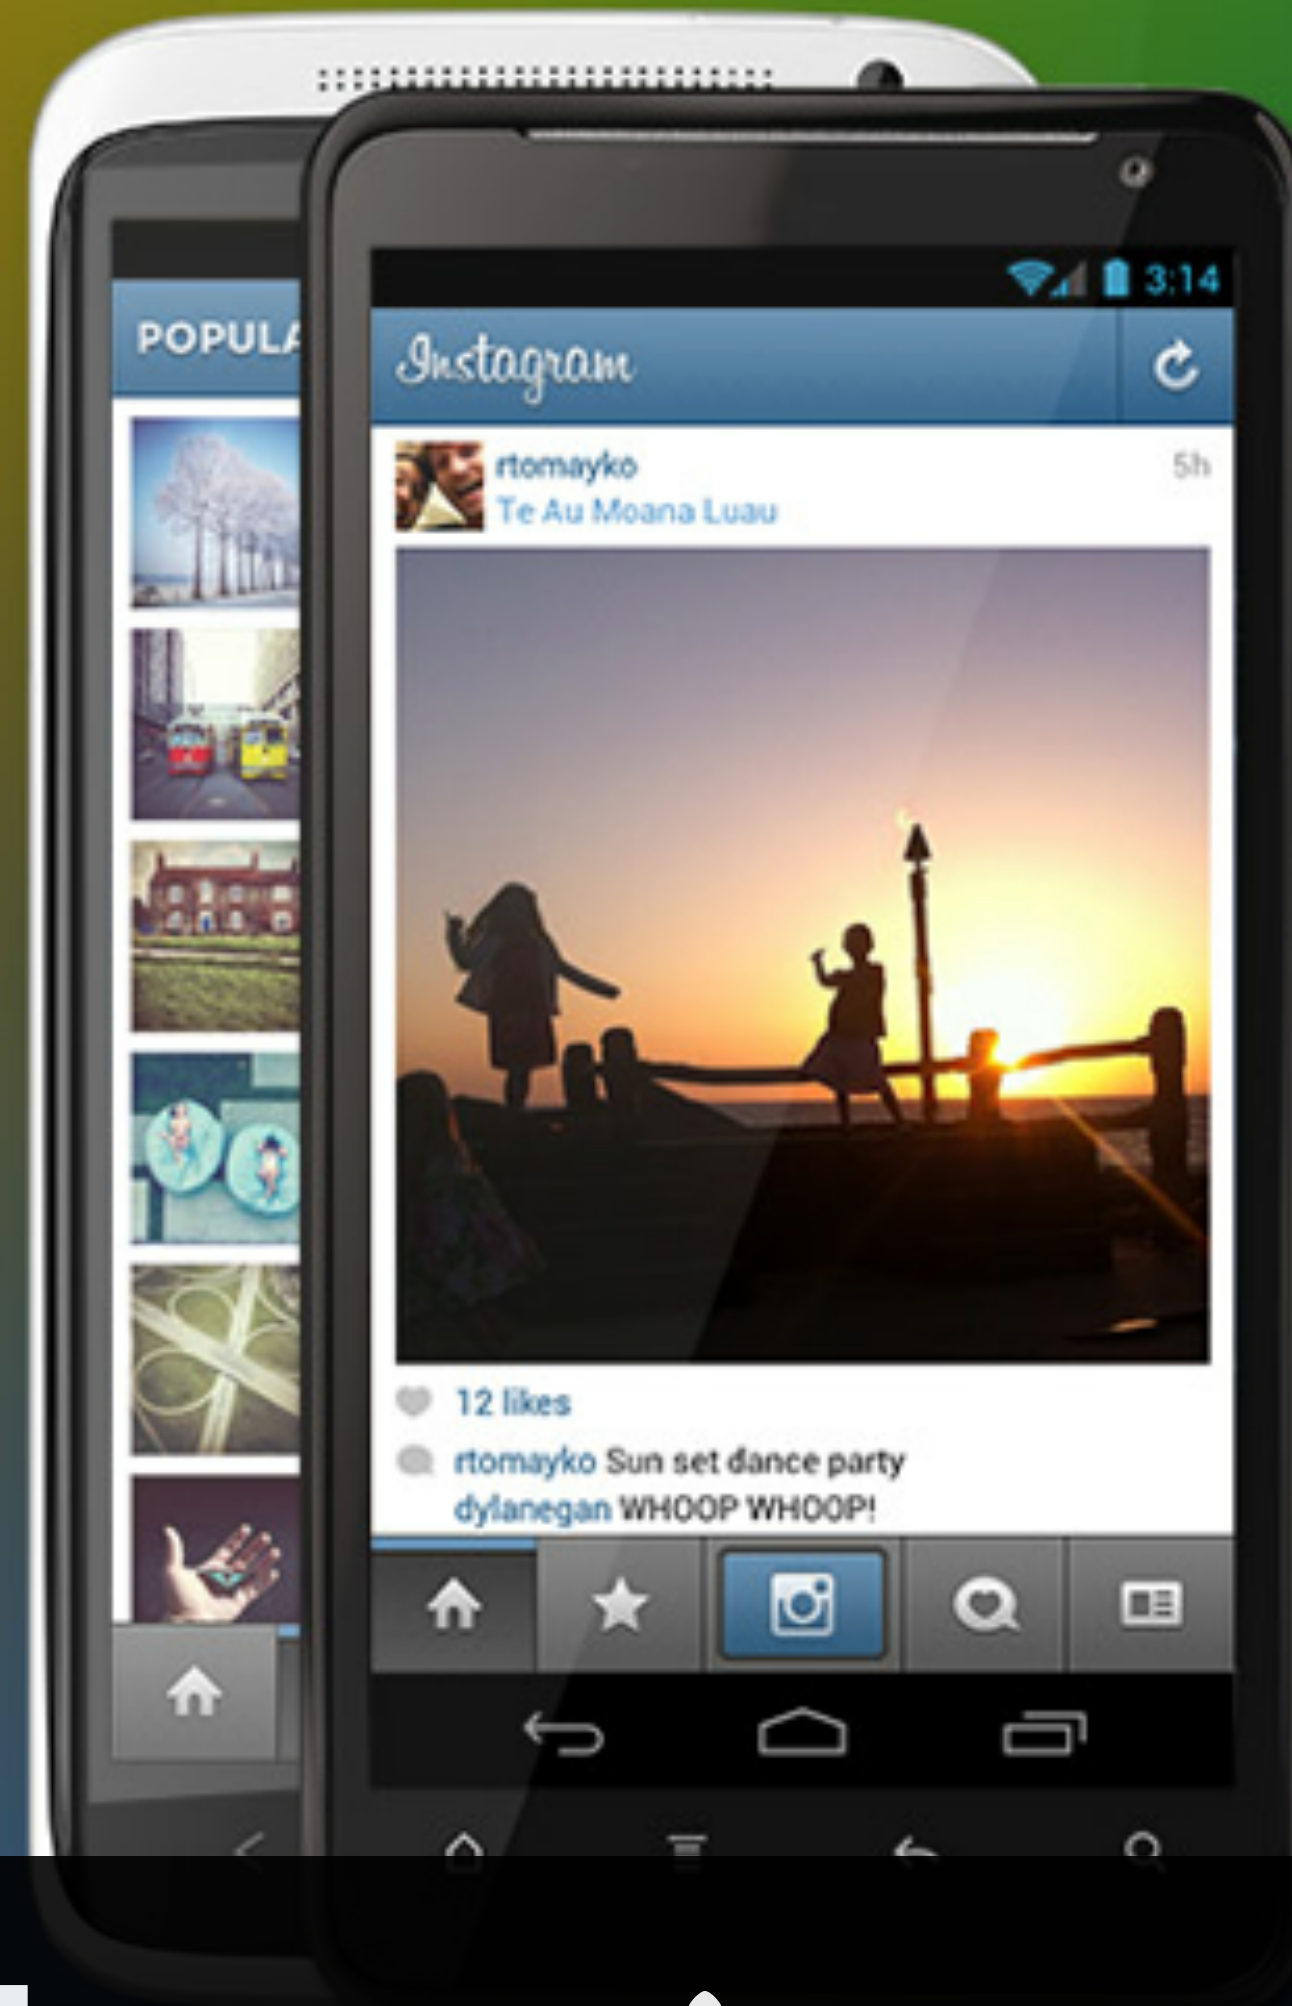 POPULA
3:14
Instagram
rtomayko
5h
Te Au Moana Luau
12 likes
rtomayko Sun set dance party
dylanegan WHOOP WHOOP!